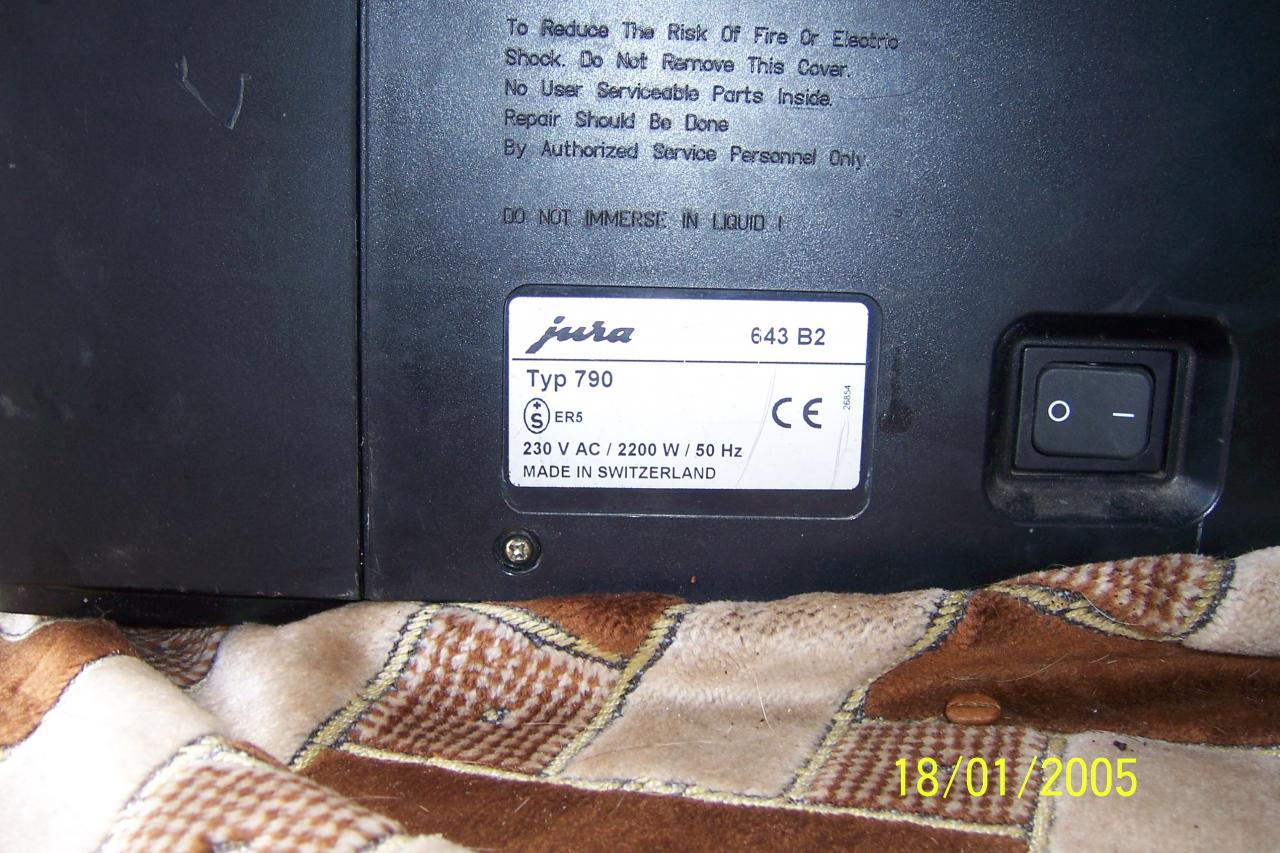 To Reduce The Risk Of Fire Or Electric
Shock. Do Not Remove This Cover.
No User Serviceable Parts Inside.
Repair Should Be Done
By Authorized Service Personnel Only.
DO NOT IMMERSE IN LIQUID !
jura 643 B2
Typ 790
+S ER5 CE 26854
230 V AC / 2200 W / 50 Hz
MADE IN SWITZERLAND
O —
18/01/2005